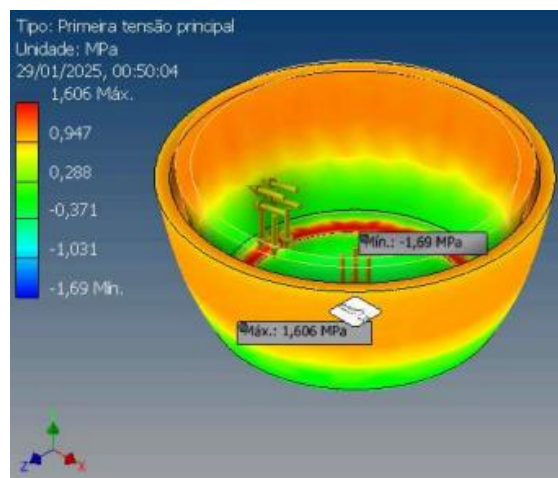 Tipo: Primeira tensão principal
Unidade: MPa
29/01/2025, 00:50:04
1,606 Máx.
0,947
0,288
-0,371
-1,031
-1,69 Mín.
Mín.: -1,69 MPa
Máx.: 1,606 MPa
Z
X